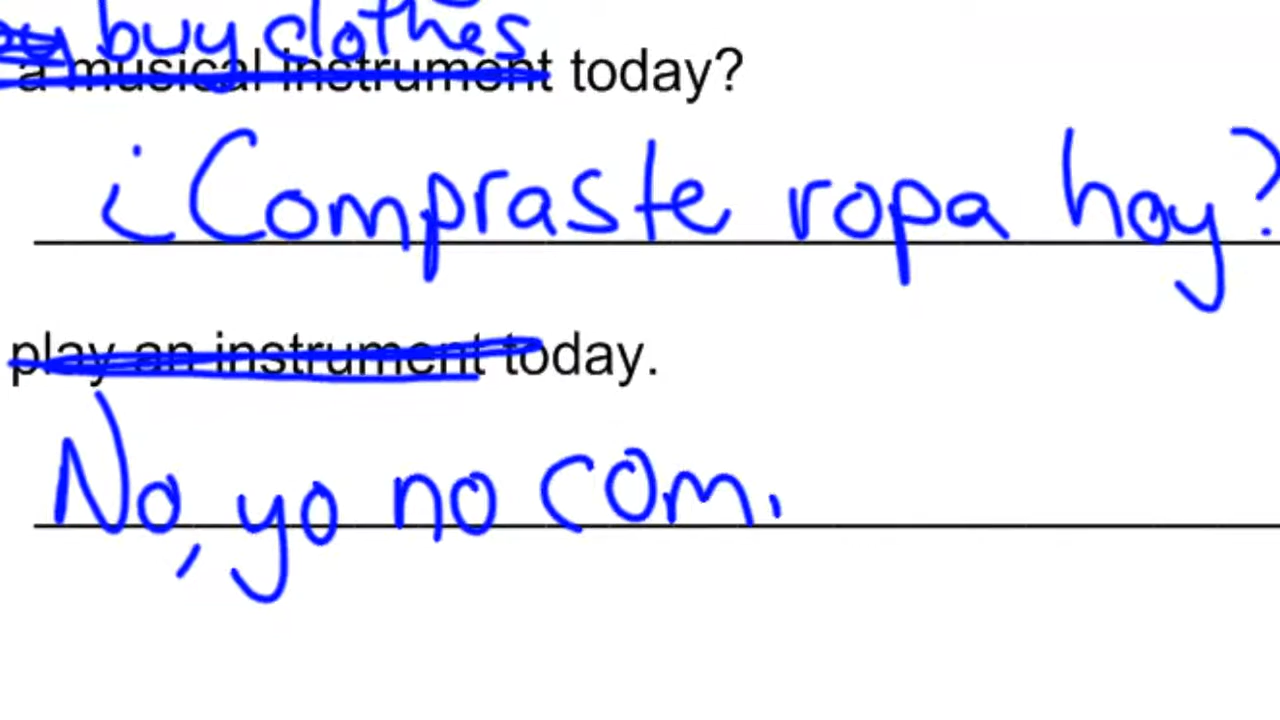 buy clothes
a musical instrument today?
¿Compraste ropa hoy?
play an instrument today.
No, yo no com